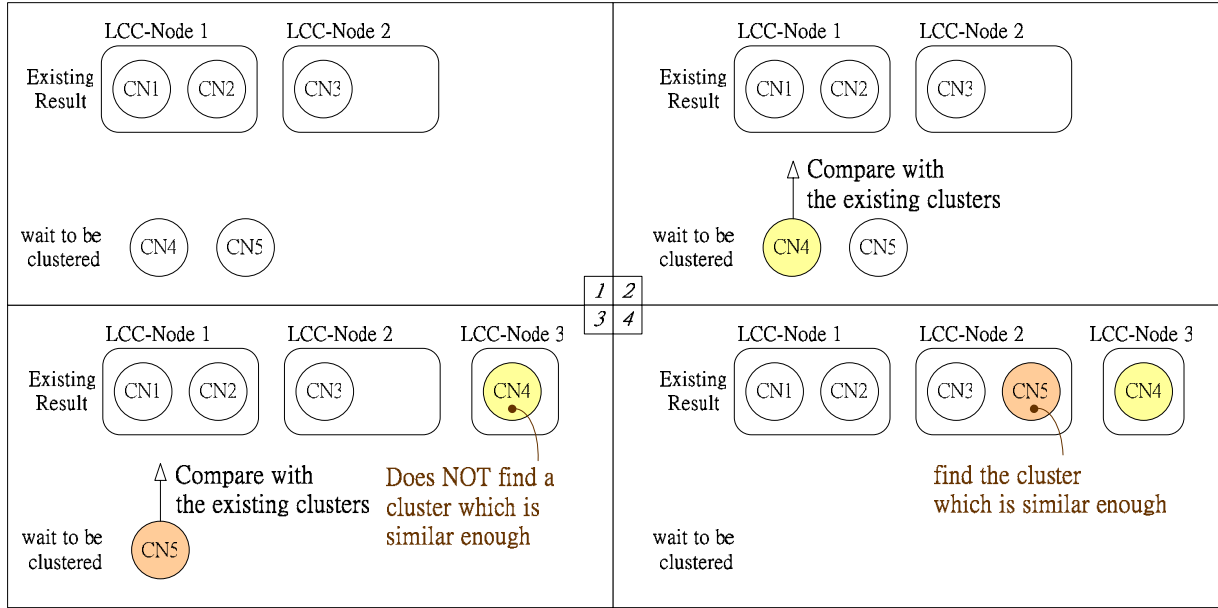 LCC-Node 1 LCC-Node 2
Existing
Result
CN1 CN2 CN3
wait to be
clustered
CN4 CN5
LCC-Node 1 LCC-Node 2
Existing
Result
CN1 CN2 CN3
Compare with
the existing clusters
wait to be
clustered
CN4 CN5
1 2
3 4
LCC-Node 1 LCC-Node 2 LCC-Node 3
Existing
Result
CN1 CN2 CN3 CN4
Compare with
the existing clusters
Does NOT find a
cluster which is
similar enough
wait to be
clustered
CN5
LCC-Node 1 LCC-Node 2 LCC-Node 3
Existing
Result
CN1 CN2 CN3 CN5 CN4
find the cluster
which is similar enough
wait to be
clustered